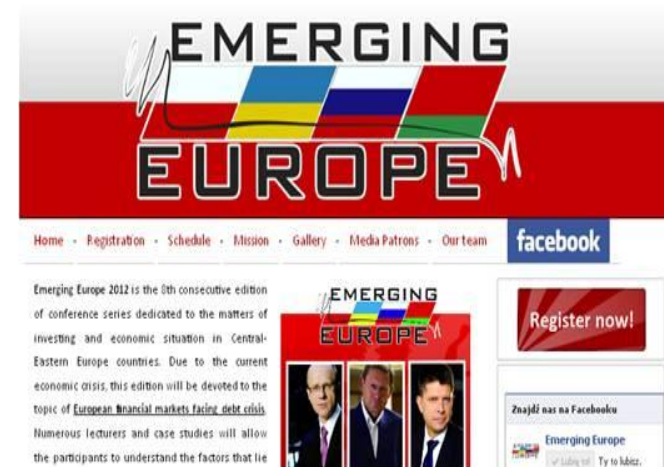 EMERGING
EUROPE
Home • Registration • Schedule • Mission • Gallery • Media Patrons • Our team
facebook
Emerging Europe 2012 is the 8th consecutive edition
of conference series dedicated to the matters of
investing and economic situation in Central-
Eastern Europe countries. Due to the current
economic crisis, this edition will be devoted to the
topic of European financial markets facing debt crisis.
Numerous lecturers and case studies will allow
the participants to understand the factors that lie
EMERGING
EUROPE
Register now!
Znajdź nas na Facebooku
Emerging Europe
Lubię to! Ty to lubisz.